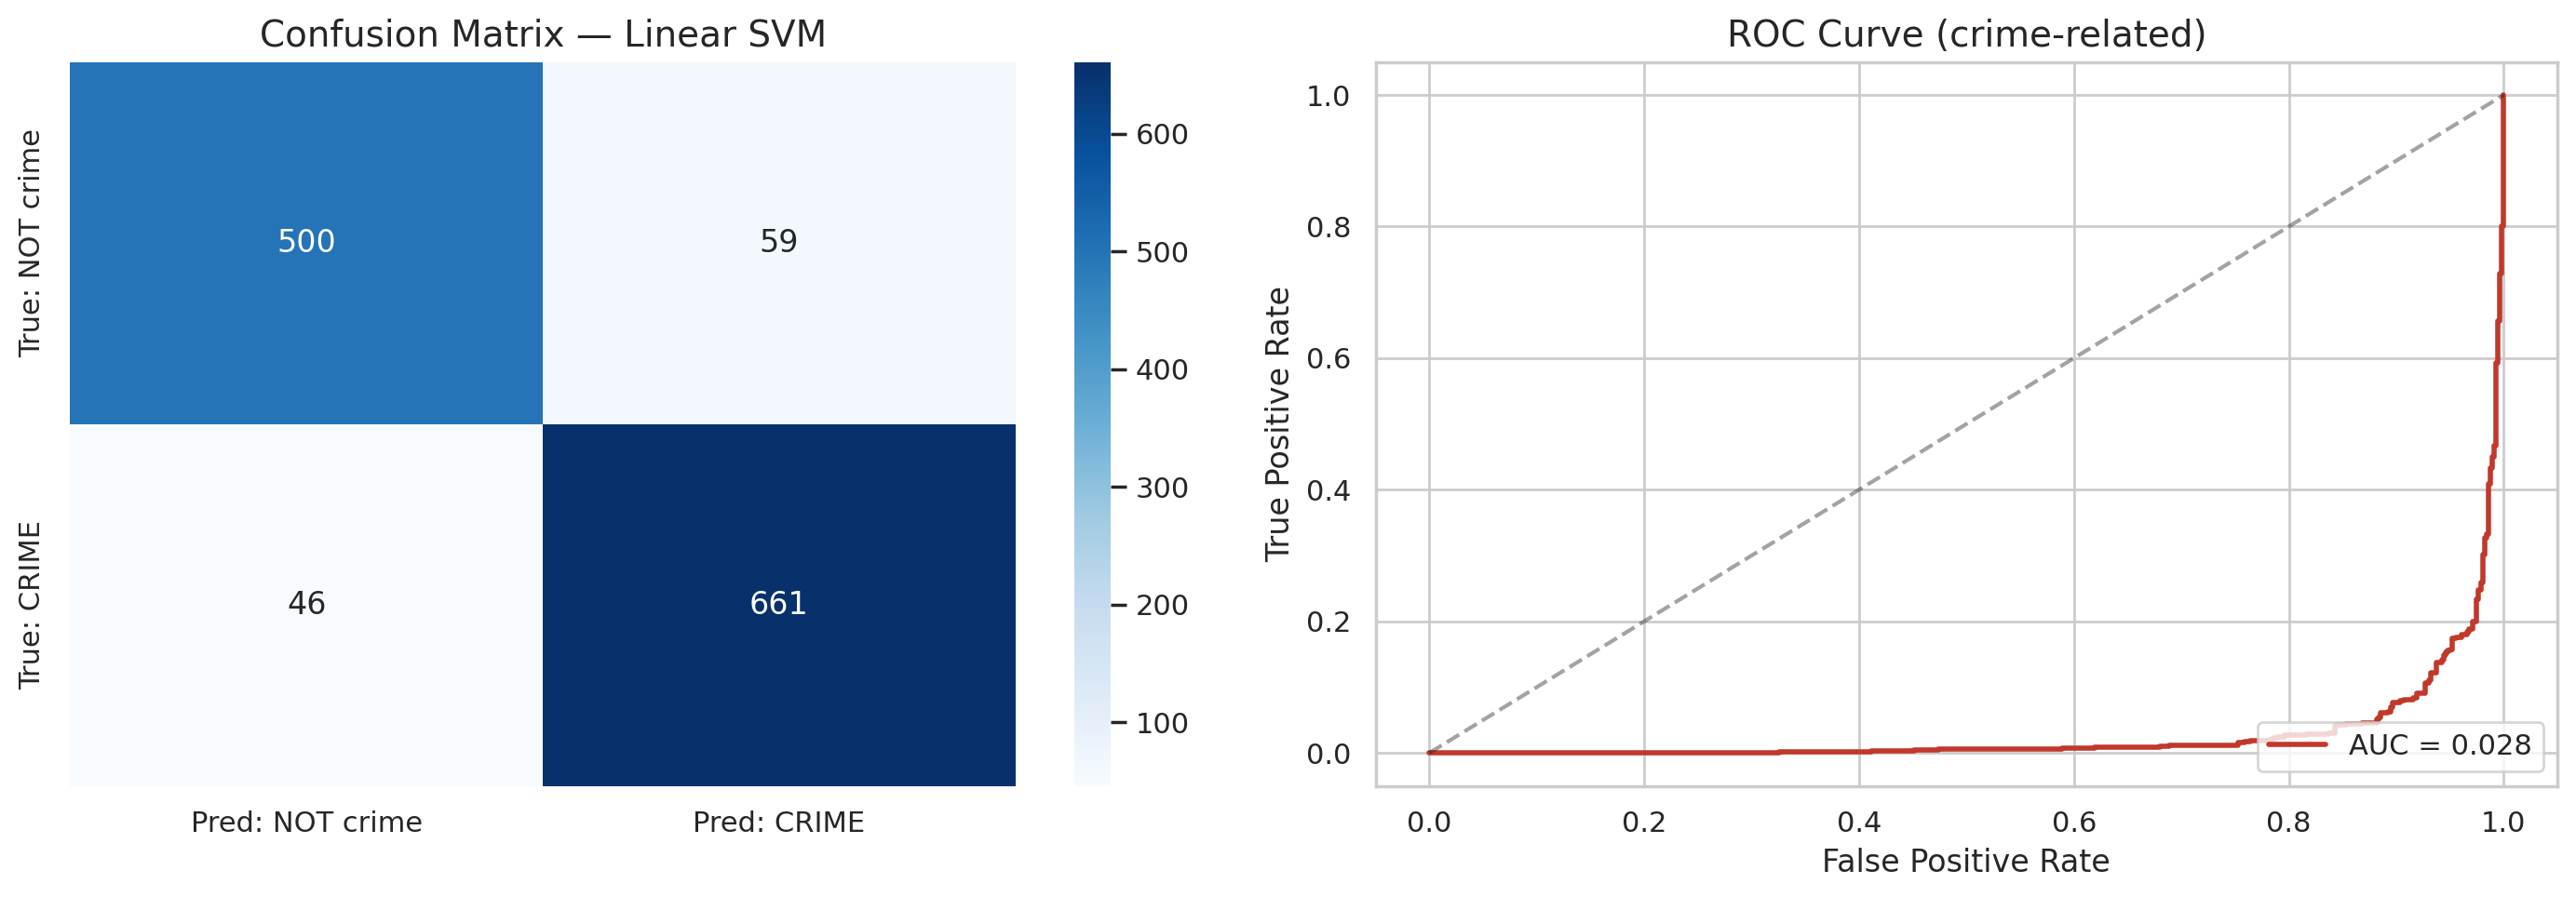 Confusion Matrix — Linear SVM
True: NOT crime
True: CRIME
500
59
46
661
Pred: NOT crime
Pred: CRIME
600
500
400
300
200
100
ROC Curve (crime-related)
True Positive Rate
1.0
0.8
0.6
0.4
0.2
0.0
AUC = 0.028
0.0
0.2
0.4
0.6
0.8
1.0
False Positive Rate